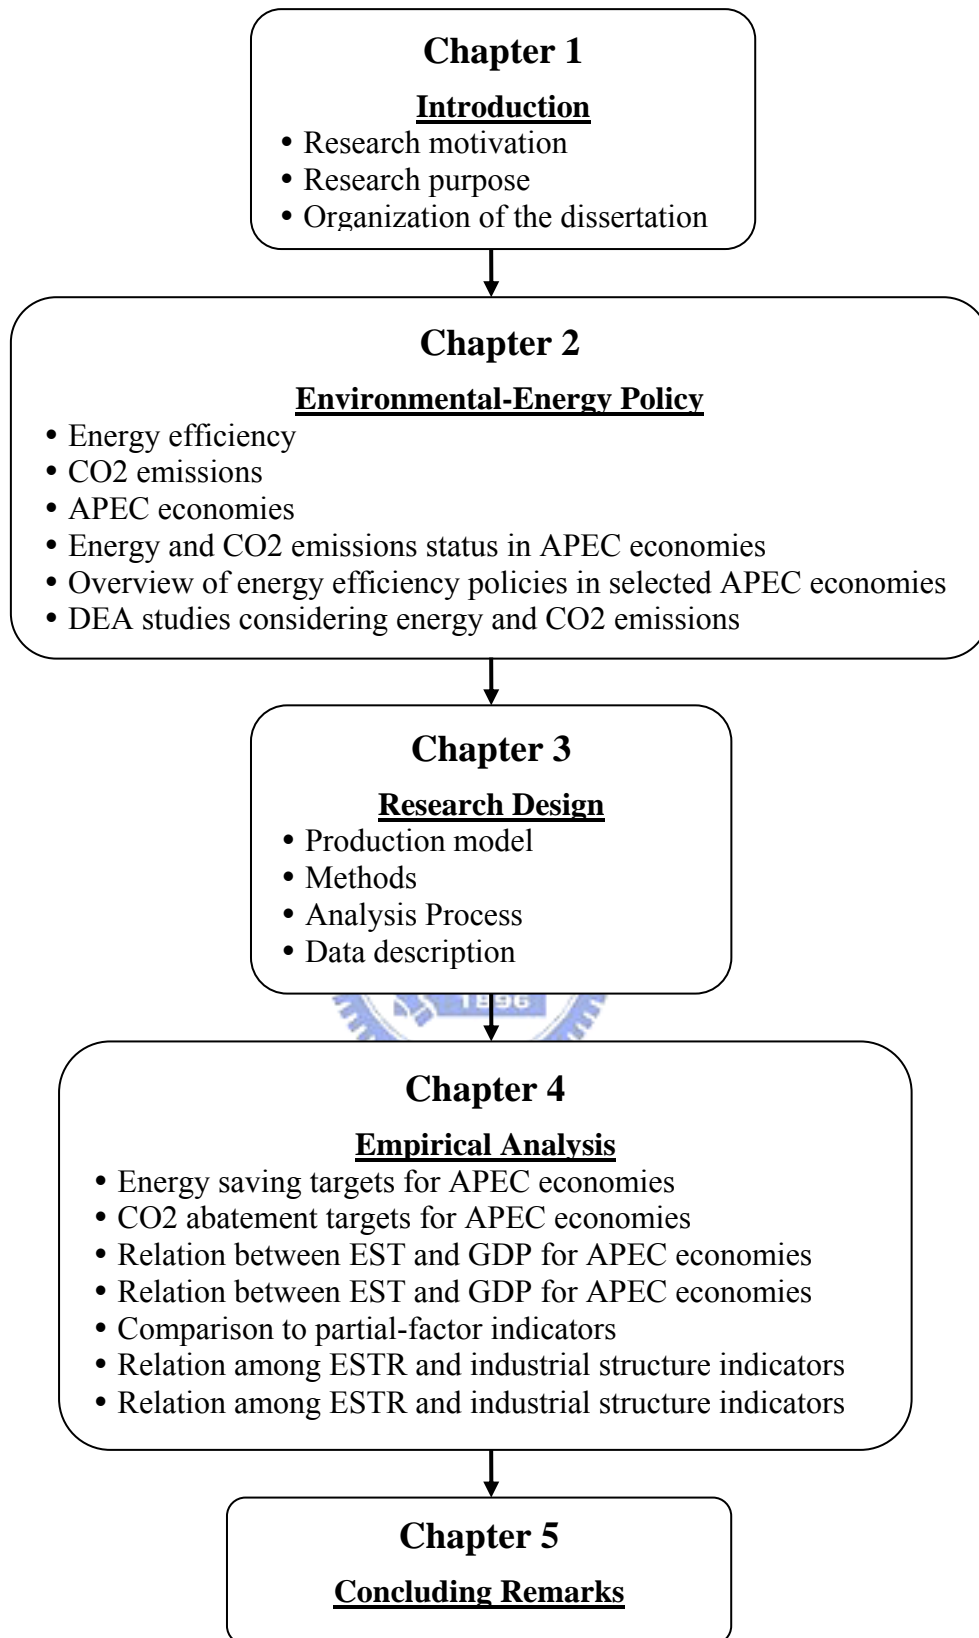 Chapter 1
Introduction
• Research motivation
• Research purpose
• Organization of the dissertation
Chapter 2
Environmental-Energy Policy
• Energy efficiency
• CO2 emissions
• APEC economies
• Energy and CO2 emissions status in APEC economies
• Overview of energy efficiency policies in selected APEC economies
• DEA studies considering energy and CO2 emissions
Chapter 3
Research Design
• Production model
• Methods
• Analysis Process
• Data description
1896
Chapter 4
Empirical Analysis
• Energy saving targets for APEC economies
• CO2 abatement targets for APEC economies
• Relation between EST and GDP for APEC economies
• Relation between EST and GDP for APEC economies
• Comparison to partial-factor indicators
• Relation among ESTR and industrial structure indicators
• Relation among ESTR and industrial structure indicators
Chapter 5
Concluding Remarks